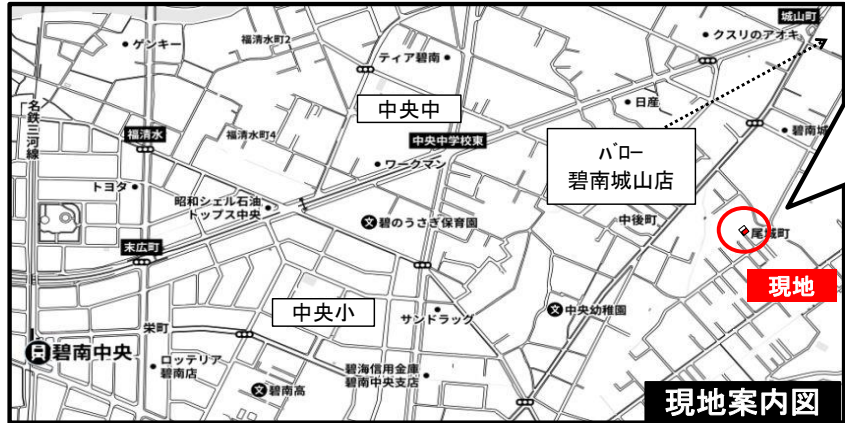 城山町
クスリのアオキ
ゲンキー
福清水町2
ティア碧南
名鉄三河線
日産
中央中
福清水
福清水町4
中央中学校東
碧南城
ワークマン
バロー
碧南城山店
トヨタ
昭和シェル石油
トップス中央
碧のうさぎ保育園
中後町
尾城町
末広町
現地
中央小
サンドラッグ
中央幼稚園
栄町
碧南中央
ロッテリア
碧南店
碧海信用金庫
碧南中央支店
碧南高
現地案内図